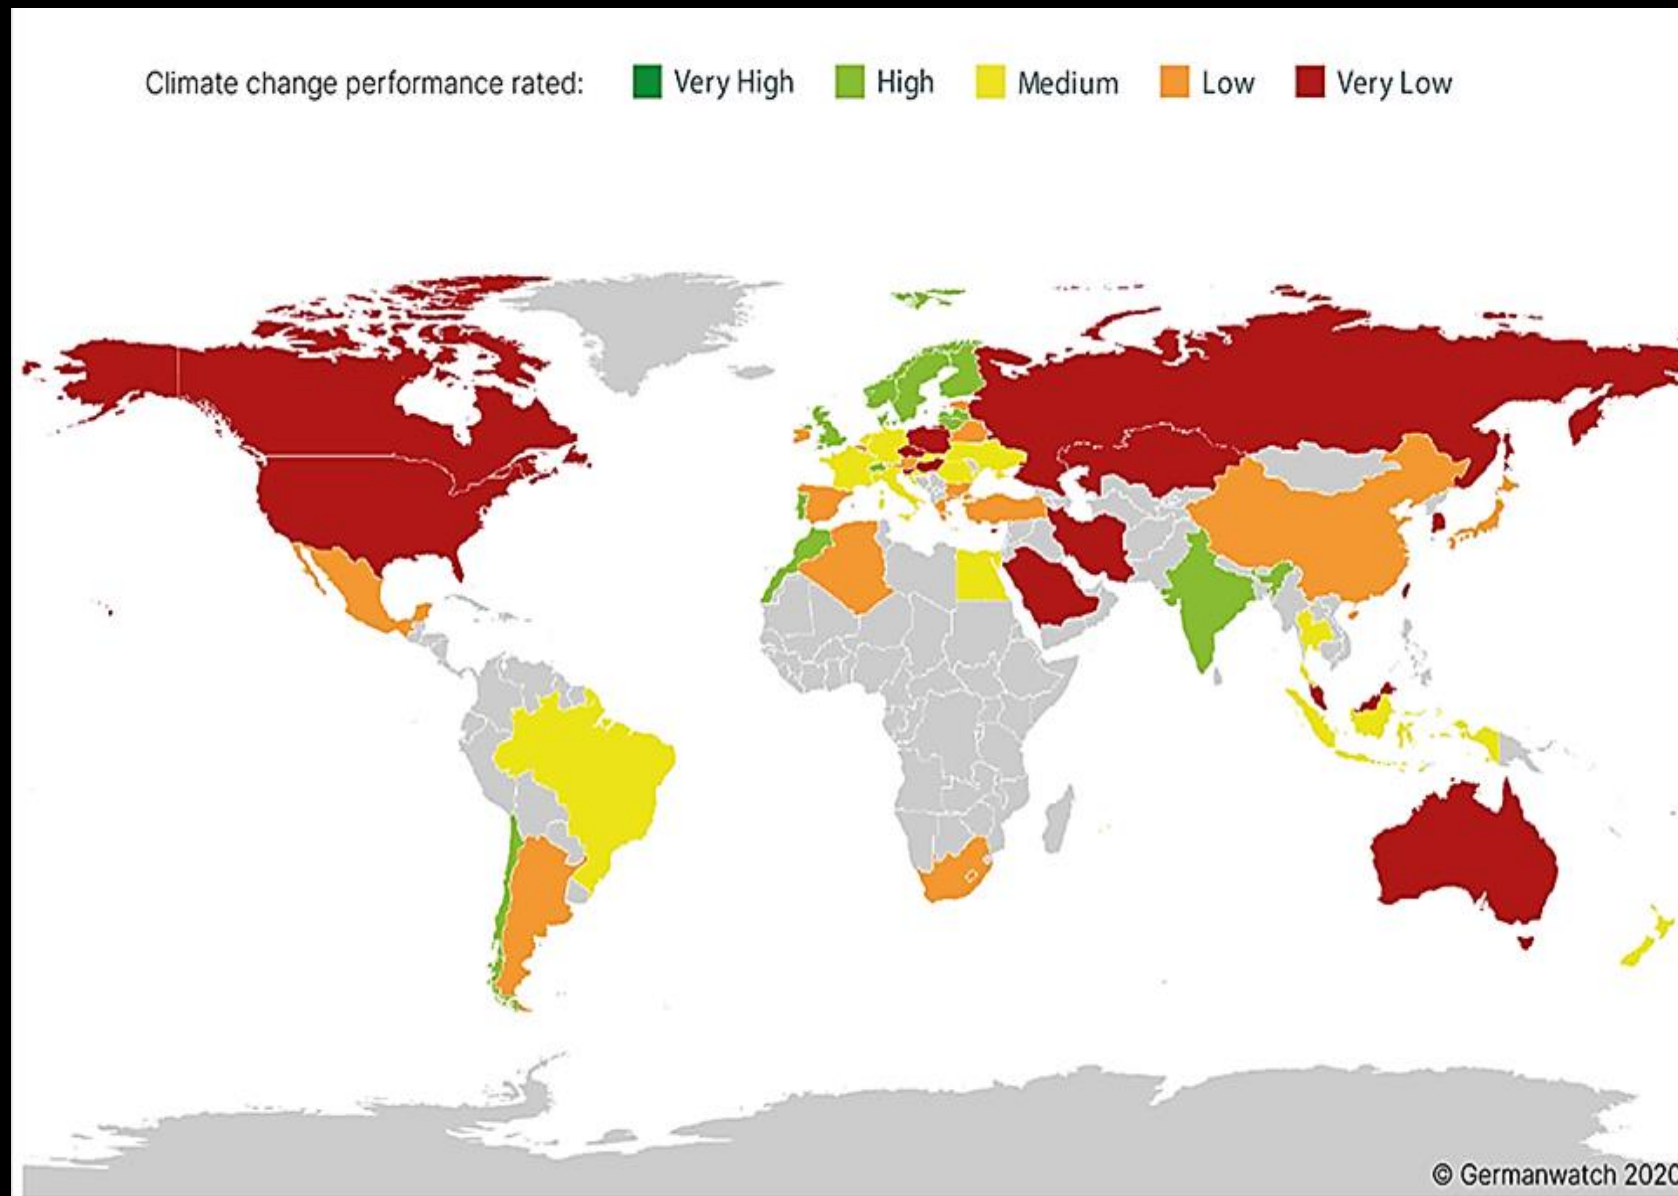 Climate change performance rated: Very High High Medium Low Very Low
© Germanwatch 2020